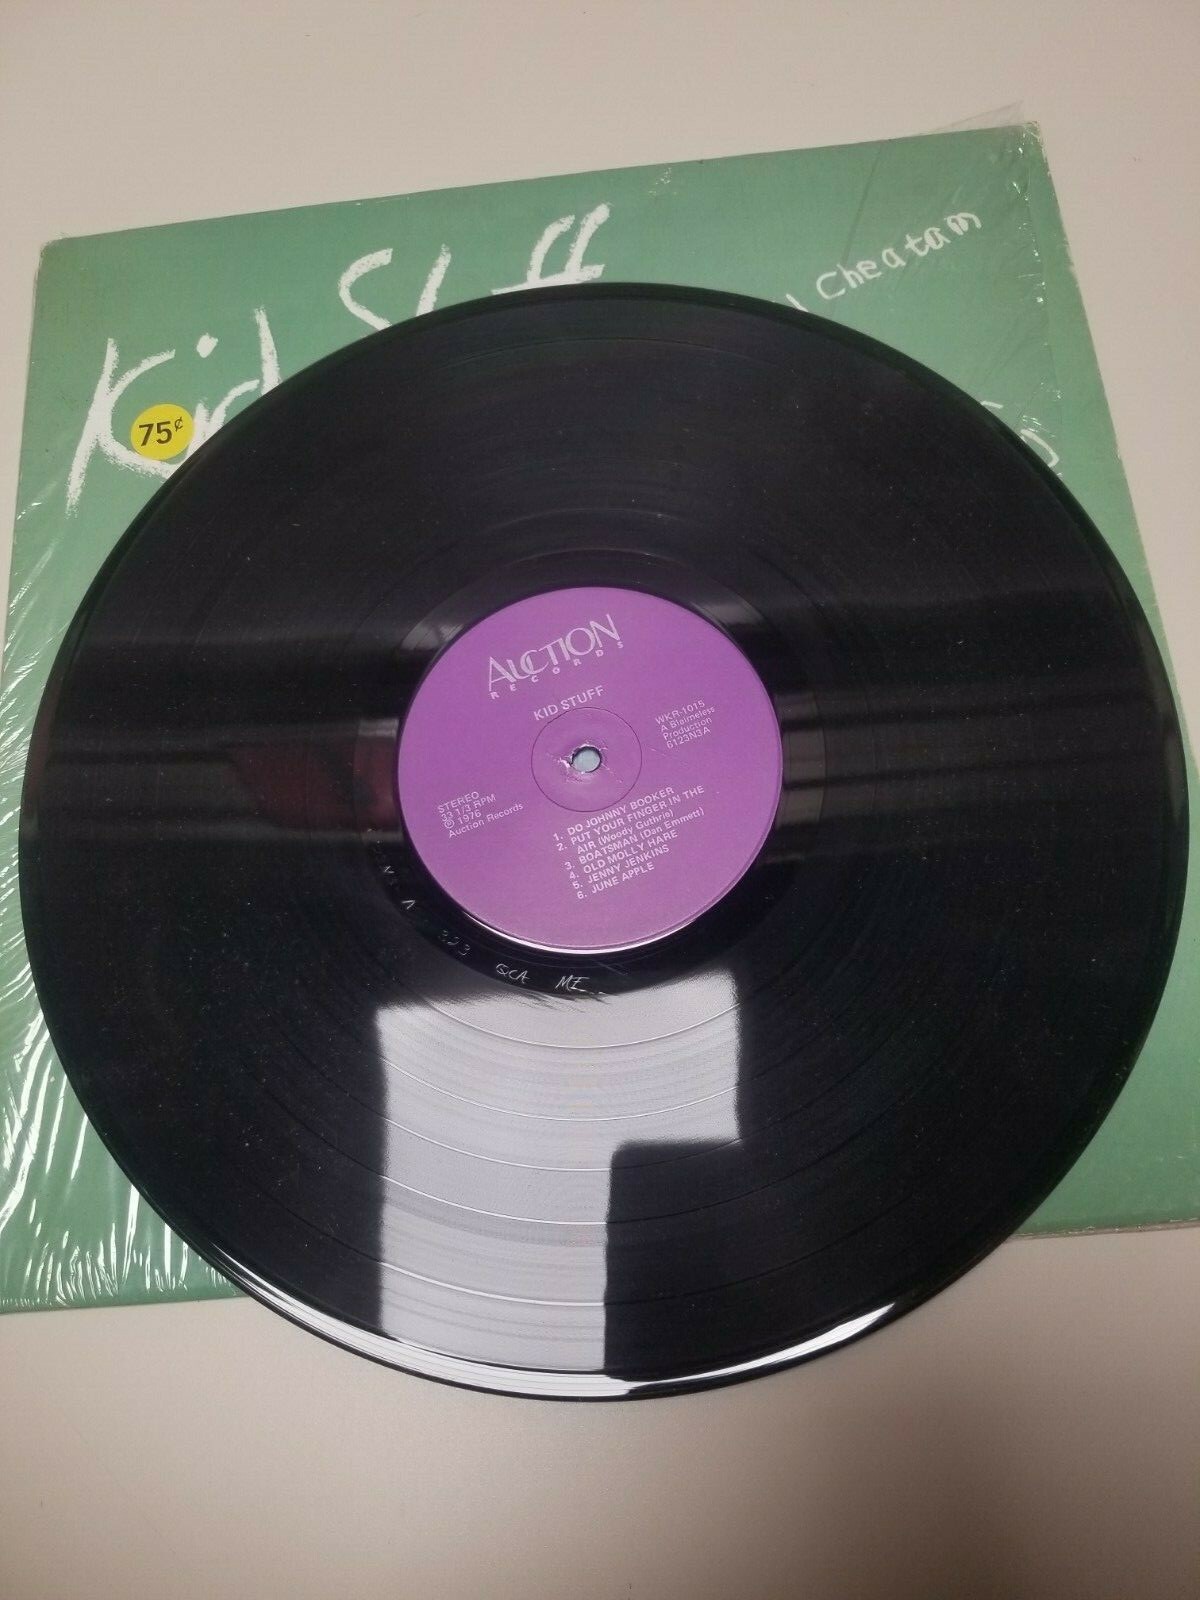 Kid Stuff
Cheatam
75¢
AUCTION
RECORDS
KID STUFF
WKR-1015
A Blaimeless
Production
6123N3A
STEREO
33 1/3 RPM
Ⓟ 1976
Auction Records
1. DO JOHNNY BOOKER
2. PUT YOUR FINGER IN THE
AIR (Woody Guthrie)
3. BOATSMAN (Dan Emmett)
4. OLD MOLLY HARE
5. JENNY JENKINS
6. JUNE APPLE